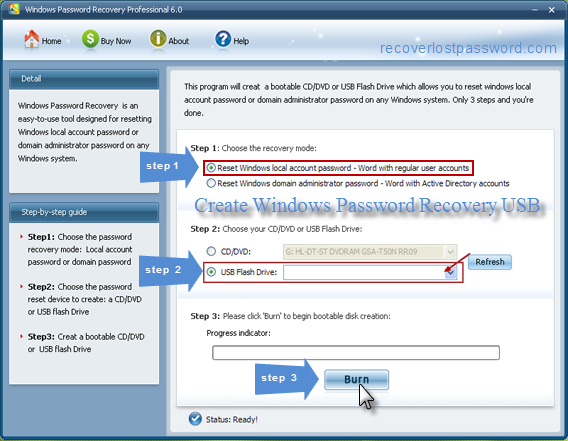 Windows Password Recovery Professional 6.0
Home
Buy Now
About
Help
recoverlostpassword.com
Detail
Windows Password Recovery is an
easy-to-use tool designed for resetting
Windows local account password or
domain administrator password on any
Windows system.
Step-by-step guide
Step1: Choose the password
recovery mode: Local account
password or domain password
Step2: Choose the password
reset device to create: a CD/DVD
or USB flash Drive
Step3: Creat a bootable CD/DVD
or USB flash Drive
This program will creat a bootable CD/DVD or USB Flash Drive which allows you to reset windows local
account password or domain administrator password on any Windows system. Only 3 steps and you're
done.
Step 1: Choose the recovery mode:
step 1
Reset Windows local account password - Word with regular user accounts
Reset Windows domain administrator password - Word with Active Directory accounts
Create Windows Password Recovery USB
Step 2: Choose your CD/DVD or USB Flash Drive:
CD/DVD:
G: HL-DT-ST DVDRAM GSA-T50N RR09
step 2
USB Flash Drive:
Refresh
Step 3: Please click 'Burn' to begin bootable disk creation:
Progress indicator:
step 3
Burn
Status: Ready!